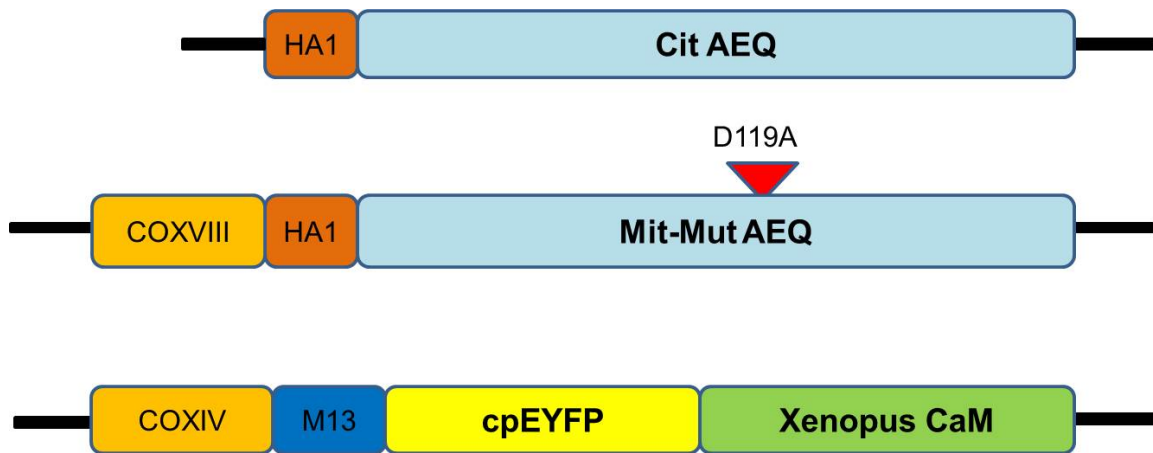 HA1 Cit AEQ
D119A
COXVIII HA1 Mit-Mut AEQ
COXIV M13 cpEYFP Xenopus CaM